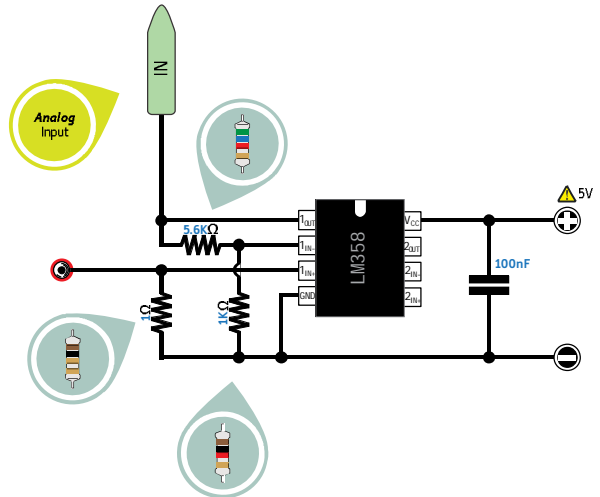 IN
Analog
Input
5V
5.6KΩ
1OUT
VCC
1IN-
2OUT
1IN+
2IN-
GND
2IN+
LM358
100nF
1Ω
1KΩ